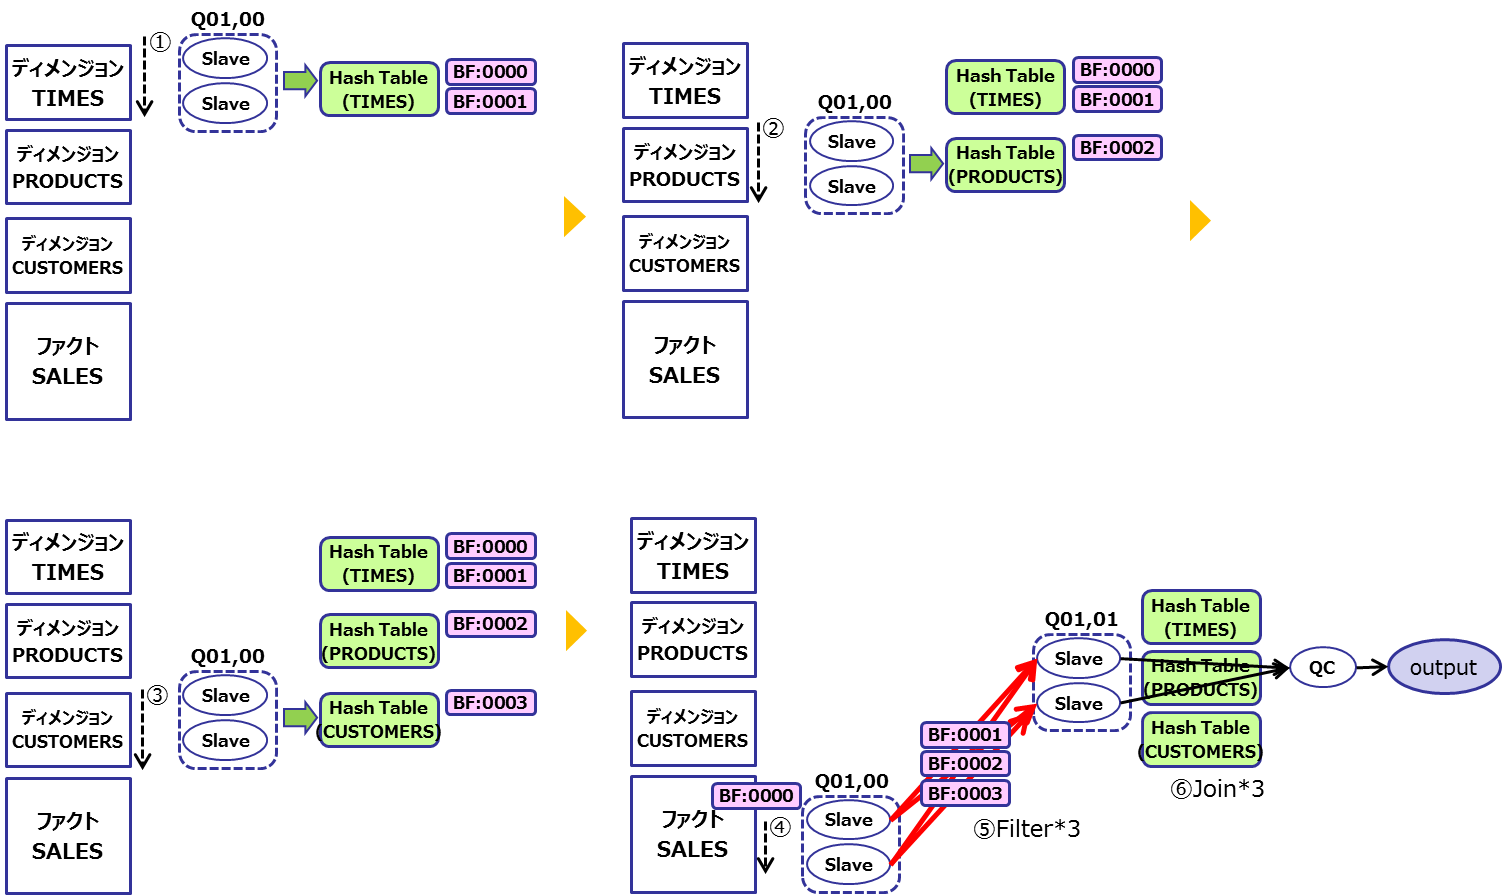 Q01,00
①
Slave
Slave
ディメンジョン
TIMES
ディメンジョン
PRODUCTS
ディメンジョン
CUSTOMERS
ファクト
SALES
Hash Table
(TIMES)
BF:0000
BF:0001
Q01,00
②
Slave
Slave
ディメンジョン
TIMES
ディメンジョン
PRODUCTS
ディメンジョン
CUSTOMERS
ファクト
SALES
Hash Table
(TIMES)
BF:0000
BF:0001
Hash Table
(PRODUCTS)
BF:0002
ディメンジョン
TIMES
ディメンジョン
PRODUCTS
ディメンジョン
CUSTOMERS
ファクト
SALES
③
Q01,00
Slave
Slave
Hash Table
(TIMES)
BF:0000
BF:0001
Hash Table
(PRODUCTS)
BF:0002
Hash Table
(CUSTOMERS)
BF:0003
ディメンジョン
TIMES
ディメンジョン
PRODUCTS
ディメンジョン
CUSTOMERS
ファクト
SALES
BF:0000
④
Q01,00
Slave
Slave
BF:0001
BF:0002
BF:0003
⑤Filter*3
Q01,01
Slave
Slave
Hash Table
(TIMES)
Hash Table
(PRODUCTS)
Hash Table
(CUSTOMERS)
⑥Join*3
QC
output